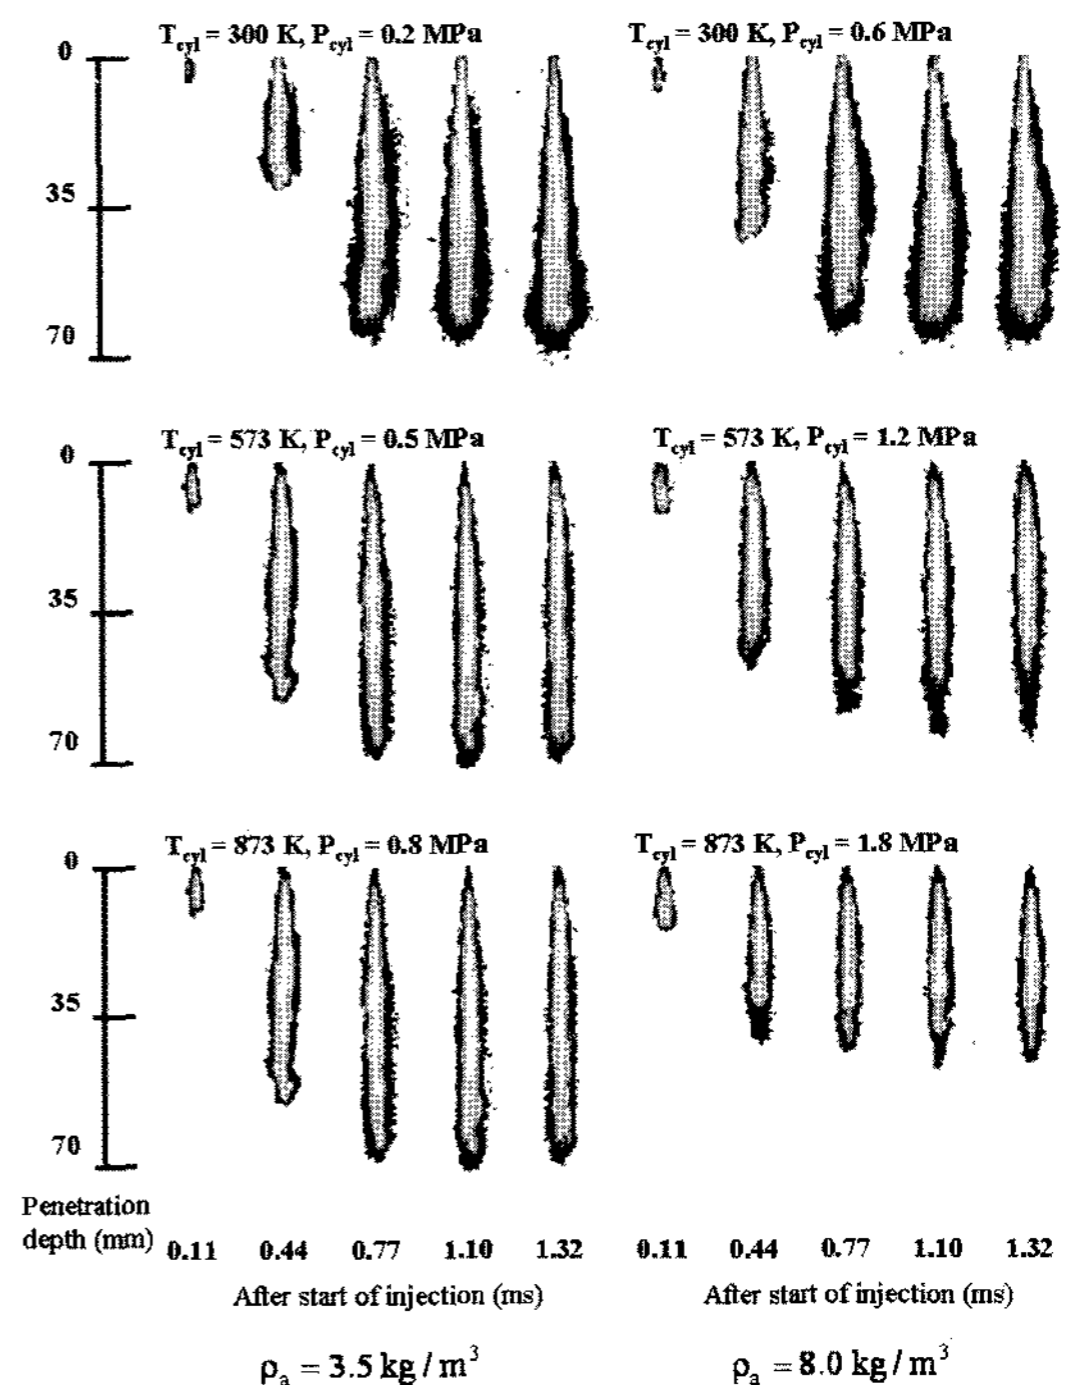 T_cyl = 300 K, P_cyl = 0.2 MPa
T_cyl = 300 K, P_cyl = 0.6 MPa
0
35
70
T_cyl = 573 K, P_cyl = 0.5 MPa
T_cyl = 573 K, P_cyl = 1.2 MPa
0
35
70
T_cyl = 873 K, P_cyl = 0.8 MPa
T_cyl = 873 K, P_cyl = 1.8 MPa
0
35
70
Penetration
depth (mm)
0.11 0.44 0.77 1.10 1.32
0.11 0.44 0.77 1.10 1.32
After start of injection (ms)
After start of injection (ms)
ρ_a = 3.5 kg / m³
ρ_a = 8.0 kg / m³